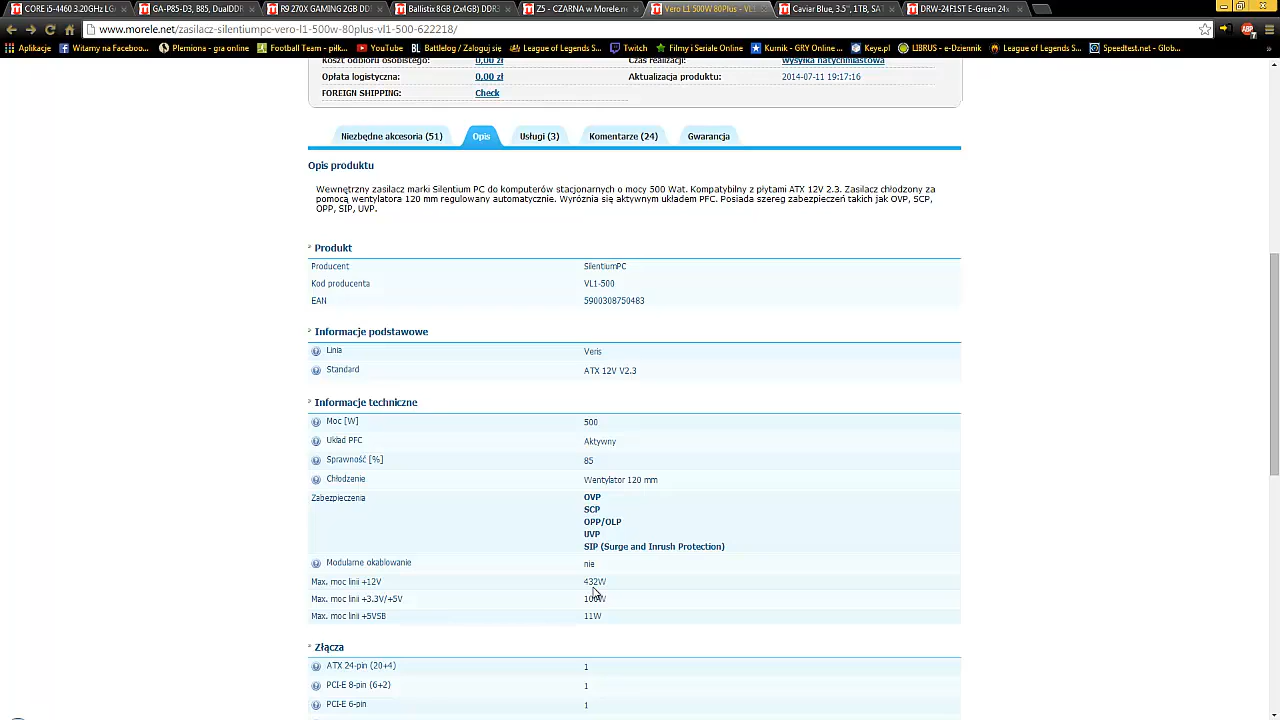 CORE i5-4460 3.20GHz LG
GA-P85-D3, B85, DualDDR
R9 270X GAMING 2GB DD
Ballistix 8GB (2x4GB) DDR3
Z5 - CZARNA w Morele.n
Vero L1 500W 80Plus - VL1
Caviar Blue, 3.5", 1TB, SAT
DRW-24F1ST E-Green 24x
www.morele.net/zasilacz-silentiumpc-vero-l1-500w-80plus-vl1-500-622218/
Aplikacje
Witamy na Faceboo...
Plemiona - gra online
Football Team - piłk...
YouTube
BL Battlelog / Zaloguj się
League of Legends S...
Twitch
Filmy i Seriale Online
Kurnik - GRY Online ...
Keye.pl
LIBRUS - e-Dziennik
League of Legends S...
Speedtest.net - Glob...
Koszt odbioru osobistego: 0,00 zł Czas realizacji: Wysyłka natychmiastowa
Opłata logistyczna: 0.00 zł Aktualizacja produktu: 2014-07-11 19:17:16
FOREIGN SHIPPING: Check
Niezbędne akcesoria (51) Opis Usługi (3) Komentarze (24) Gwarancja
Opis produktu
Wewnętrzny zasilacz marki Silentium PC do komputerów stacjonarnych o mocy 500 Wat. Kompatybilny z płytami ATX 12V 2.3. Zasilacz chłodzony za
pomocą wentylatora 120 mm regulowany automatycznie. Wyróżnia się aktywnym układem PFC. Posiada szereg zabezpieczeń takich jak OVP, SCP,
OPP, SIP, UVP.
Produkt
Producent SilentiumPC
Kod producenta VL1-500
EAN 5900308750483
Informacje podstawowe
Linia Veris
Standard ATX 12V V2.3
Informacje techniczne
Moc [W] 500
Układ PFC Aktywny
Sprawność [%] 85
Chłodzenie Wentylator 120 mm
Zabezpieczenia OVP
SCP
OPP/OLP
UVP
SIP (Surge and Inrush Protection)
Modularne okablowanie nie
Max. moc linii +12V 432W
Max. moc linii +3.3V/+5V
Max. moc linii +5VSB 11W
Złącza
ATX 24-pin (20+4) 1
PCI-E 8-pin (6+2) 1
PCI-E 6-pin 1